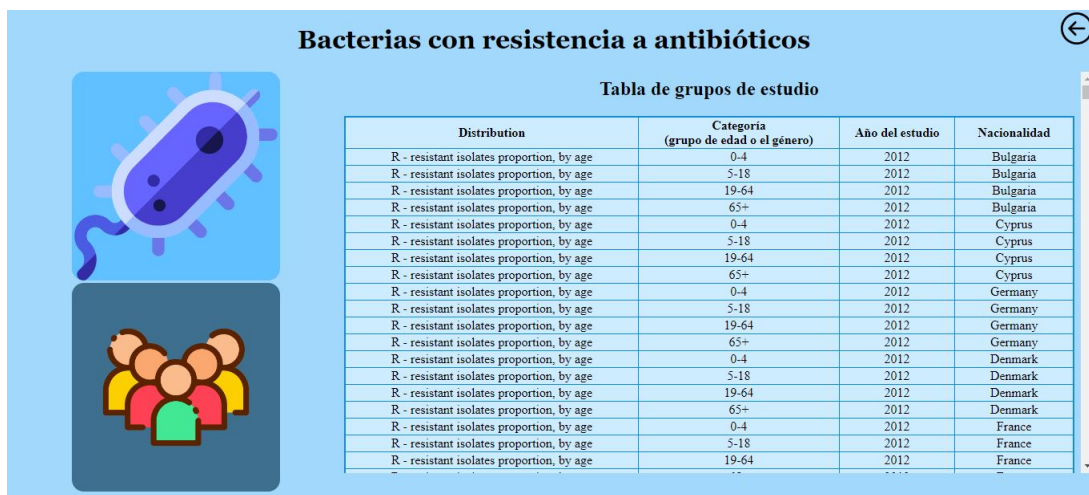 Bacterias con resistencia a antibióticos
Tabla de grupos de estudio
Distribution Categoría (grupo de edad o el género) Año del estudio Nacionalidad
R - resistant isolates proportion, by age 0-4 2012 Bulgaria
R - resistant isolates proportion, by age 5-18 2012 Bulgaria
R - resistant isolates proportion, by age 19-64 2012 Bulgaria
R - resistant isolates proportion, by age 65+ 2012 Bulgaria
R - resistant isolates proportion, by age 0-4 2012 Cyprus
R - resistant isolates proportion, by age 5-18 2012 Cyprus
R - resistant isolates proportion, by age 19-64 2012 Cyprus
R - resistant isolates proportion, by age 65+ 2012 Cyprus
R - resistant isolates proportion, by age 0-4 2012 Germany
R - resistant isolates proportion, by age 5-18 2012 Germany
R - resistant isolates proportion, by age 19-64 2012 Germany
R - resistant isolates proportion, by age 65+ 2012 Germany
R - resistant isolates proportion, by age 0-4 2012 Denmark
R - resistant isolates proportion, by age 5-18 2012 Denmark
R - resistant isolates proportion, by age 19-64 2012 Denmark
R - resistant isolates proportion, by age 65+ 2012 Denmark
R - resistant isolates proportion, by age 0-4 2012 France
R - resistant isolates proportion, by age 5-18 2012 France
R - resistant isolates proportion, by age 19-64 2012 France